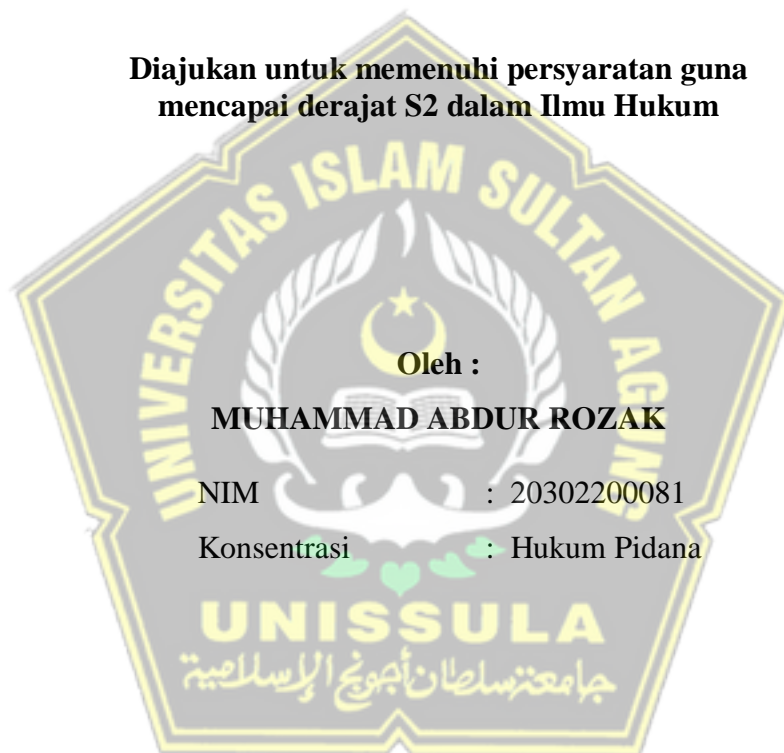 Diajukan untuk memenuhi persyaratan guna
mencapai derajat S2 dalam Ilmu Hukum
UNIVERSITAS ISLAM SULTAN AGUNG
Oleh :
MUHAMMAD ABDUR ROZAK
NIM : 20302200081
Konsentrasi : Hukum Pidana
UNISSULA
جامعة سلطان أجونج الإسلامية